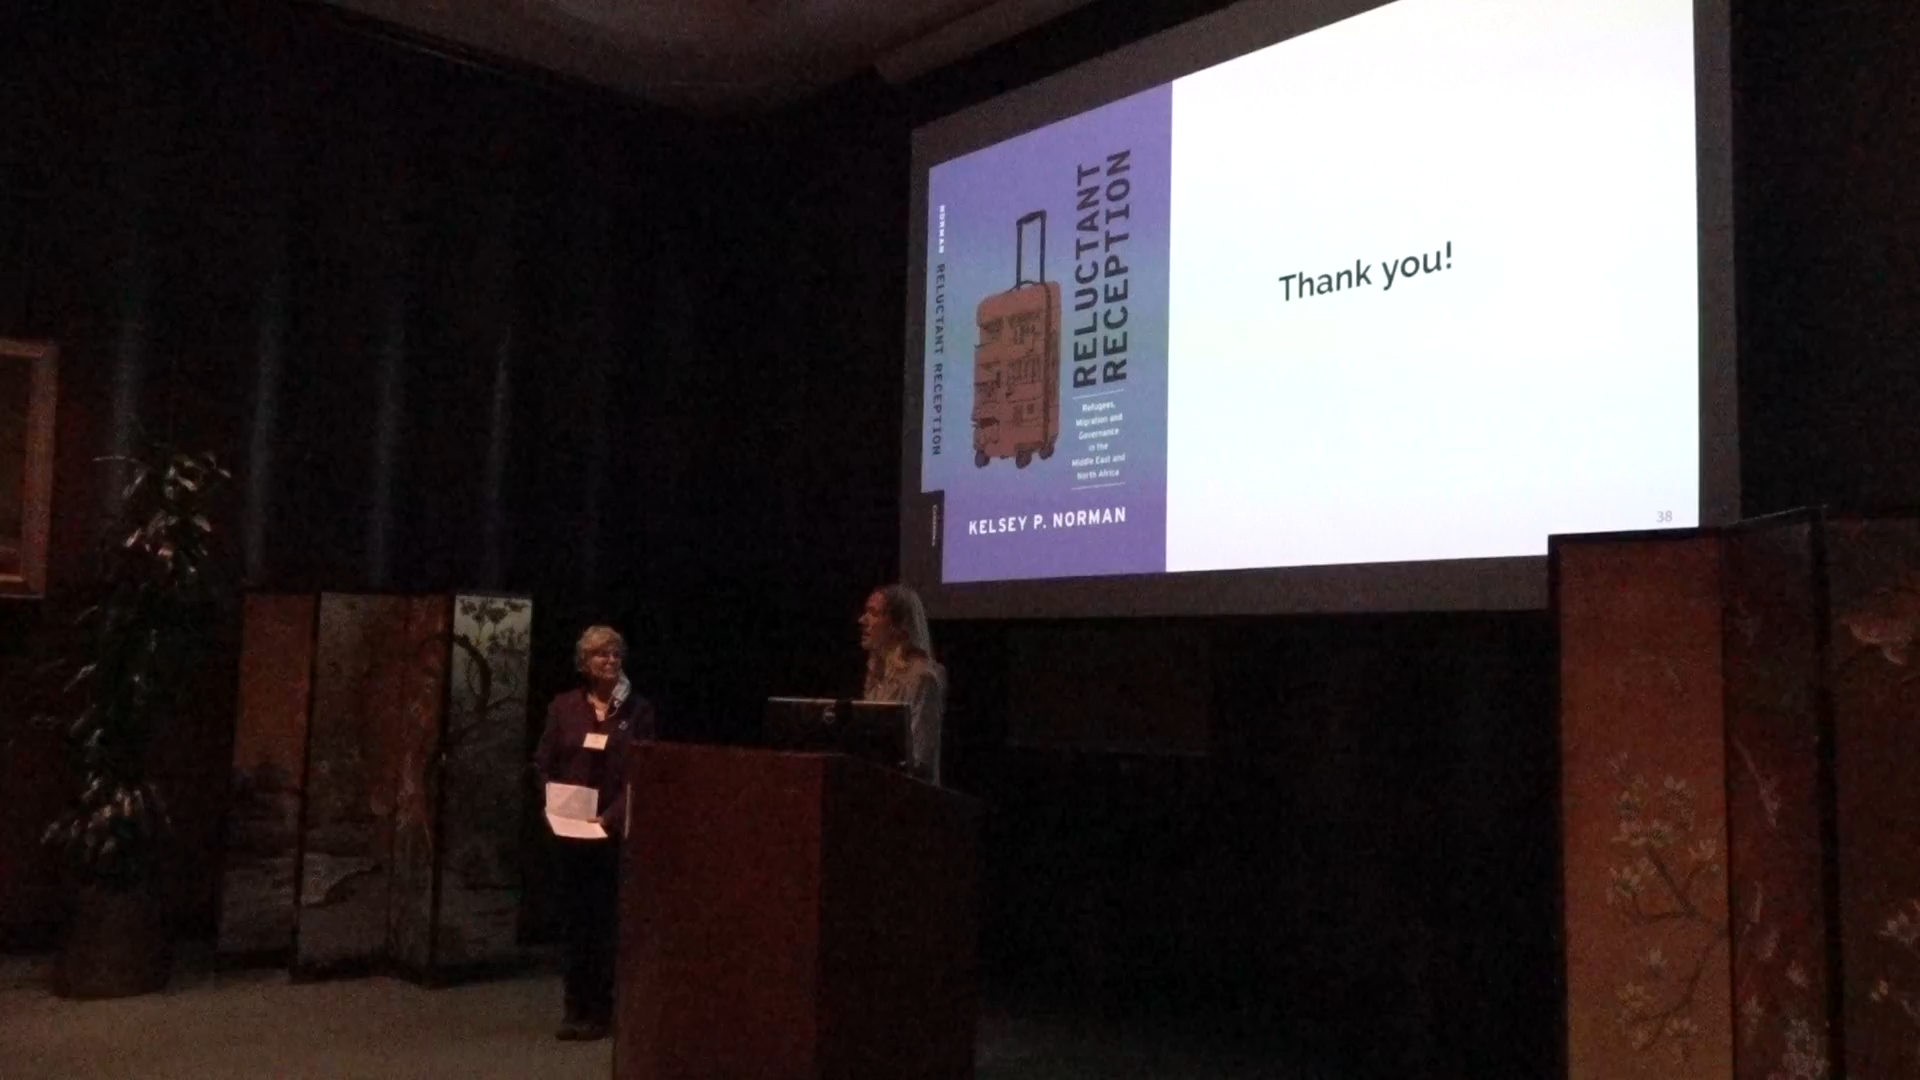 NORMAN RELUCTANT RECEPTION
RELUCTANT
RECEPTION
Refugees,
Migration and
Governance
in the
Middle East and
North Africa
KELSEY P. NORMAN
Thank you!
38